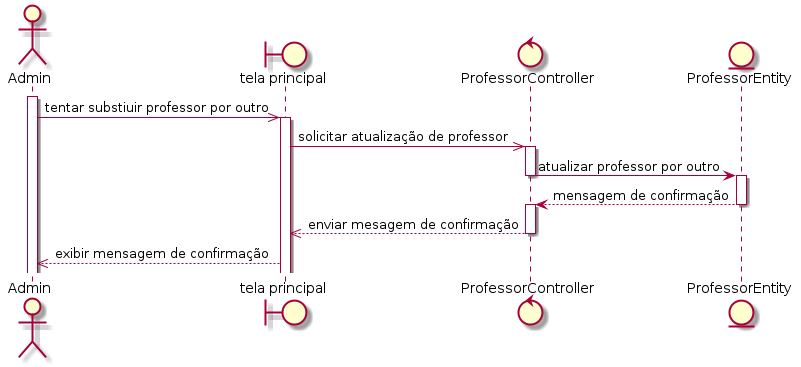 Admin
tela principal
ProfessorController
ProfessorEntity
tentar substiuir professor por outro
solicitar atualização de professor
atualizar professor por outro
mensagem de confirmação
enviar mesagem de confirmação
exibir mensagem de confirmação
Admin
tela principal
ProfessorController
ProfessorEntity